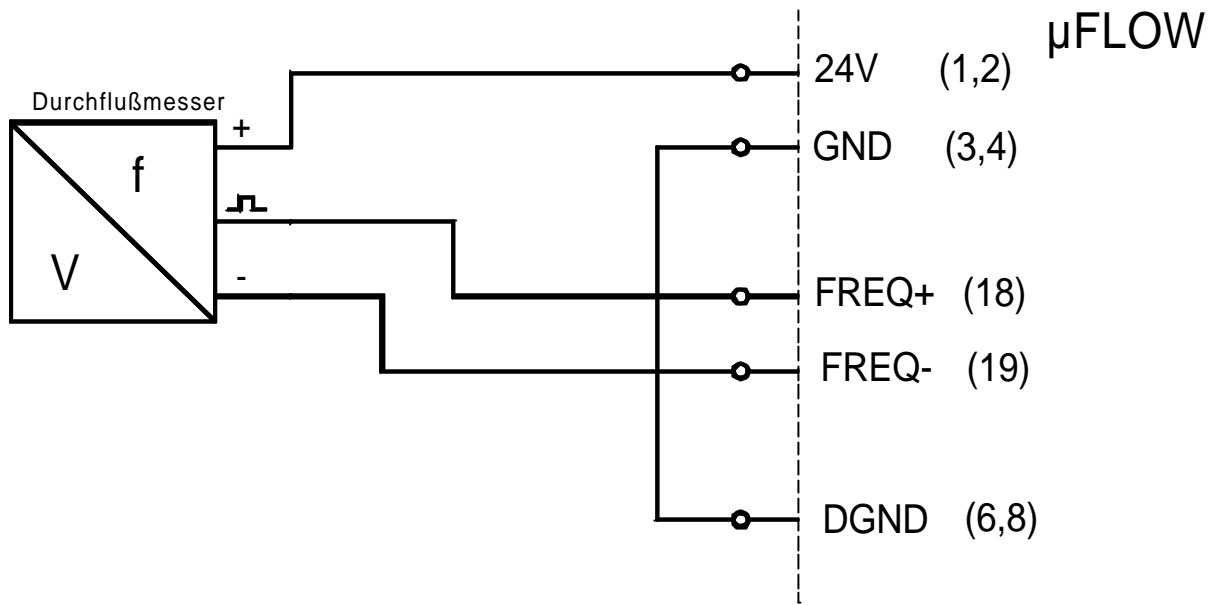 µFLOW
24V (1,2)
Durchflußmesser
+
GND (3,4)
f
V
-
FREQ+ (18)
FREQ- (19)
DGND (6,8)